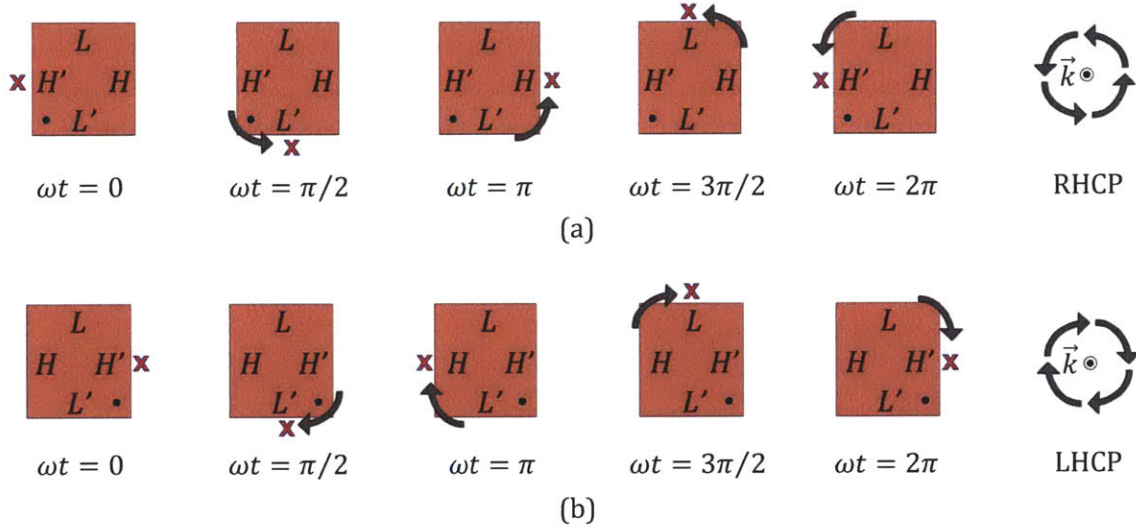 L L L L L
X H' H H' H H' H X H' H X H' H k⃗
L' L' L' L' L'
X
X
ωt = 0 ωt = π/2 ωt = π ωt = 3π/2 ωt = 2π RHCP
(a)
X
L L L L L
H H' X H H' X H H' H H' H H' X k⃗
L' L' L' L' L'
X
ωt = 0 ωt = π/2 ωt = π ωt = 3π/2 ωt = 2π LHCP
(b)